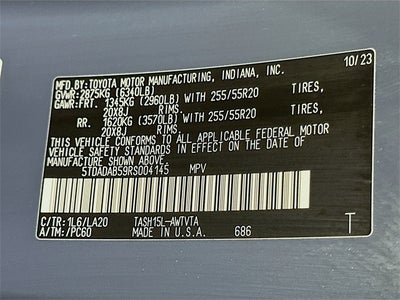 MFD. BY: TOYOTA MOTOR MANUFACTURING, INDIANA, INC. 10/23
GVWR: 2875KG (6340LB)
GAWR: FRT. 1345KG (2960LB) WITH 255/55R20 TIRES,
20X8J RIMS.
RR. 1620KG (3570LB) WITH 255/55R20 TIRES,
20X8J RIMS.
THIS VEHICLE CONFORMS TO ALL APPLICABLE FEDERAL MOTOR
VEHICLE SAFETY STANDARDS IN EFFECT ON THE DATE OF
MANUFACTURE SHOWN ABOVE.
5TDADAB59RS004145 MPV
C/TR: 1L6/LA20 TASH15L-AWTVTA
A/TM: /PC60 MADE IN U.S.A. 686 T